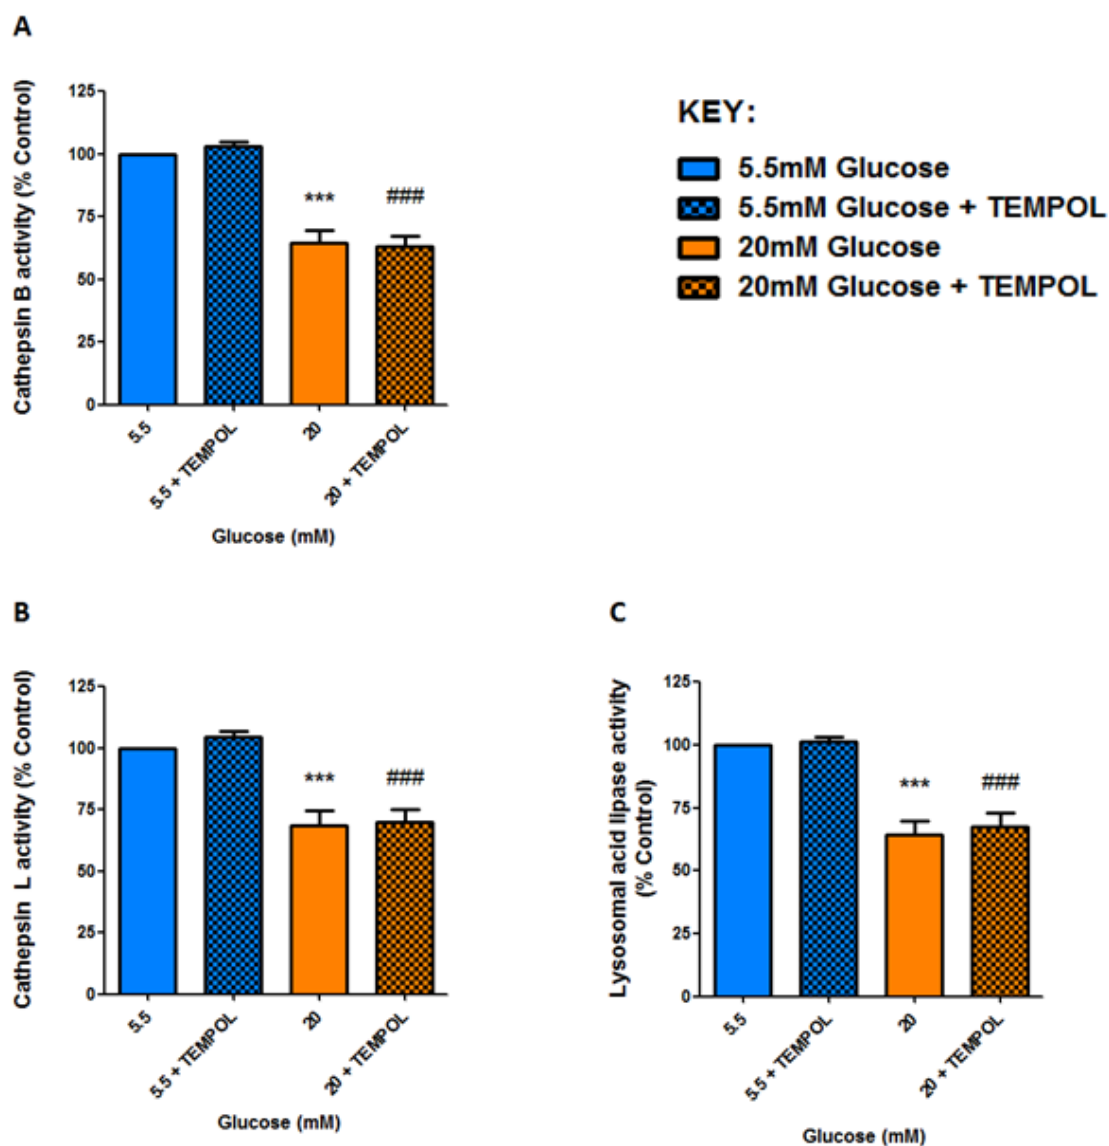 A
Cathepsin B activity (% Control)
125
100
75
50
25
0
***
###
5.5
5.5 + TEMPOL
20
20 + TEMPOL
Glucose (mM)
KEY:
5.5mM Glucose
5.5mM Glucose + TEMPOL
20mM Glucose
20mM Glucose + TEMPOL
B
Cathepsin L activity (% Control)
125
100
75
50
25
0
***
###
5.5
5.5 + TEMPOL
20
20 + TEMPOL
Glucose (mM)
C
Lysosomal acid lipase activity
(% Control)
125
100
75
50
25
0
***
###
5.5
5.5 + TEMPOL
20
20 + TEMPOL
Glucose (mM)